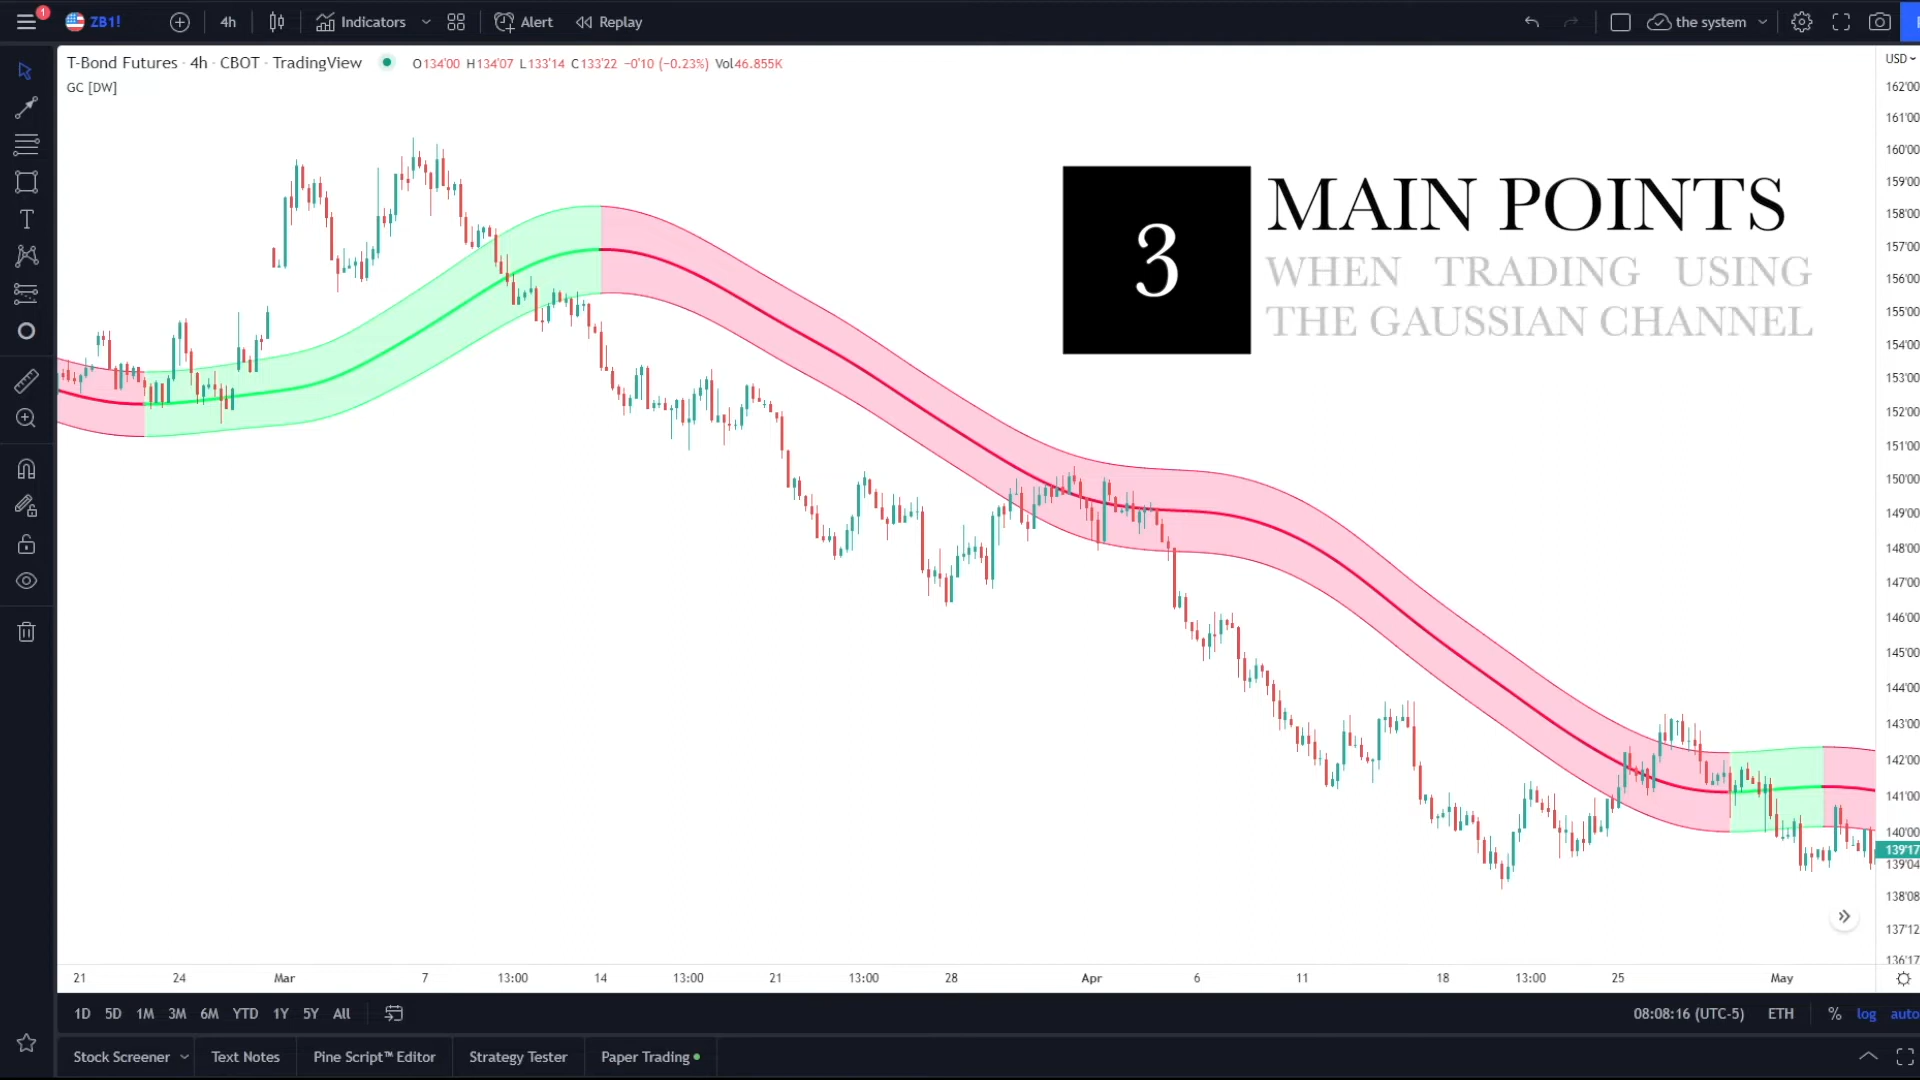 1
ZB1!
4h
Indicators
Alert
Replay
the system
T-Bond Futures · 4h · CBOT · TradingView
O134'00 H134'07 L133'14 C133'22 −0'10 (−0.23%) Vol46.855K
GC [DW]
USD
3
MAIN POINTS
WHEN TRADING USING
THE GAUSSIAN CHANNEL
162'00
161'00
160'00
159'00
158'00
157'00
156'00
155'00
154'00
153'00
152'00
151'00
150'00
149'00
148'00
147'00
146'00
145'00
144'00
143'00
142'00
141'00
140'00
139'17
139'04
138'08
137'12
136'17
21 24 Mar 7 13:00 14 13:00 21 13:00 28 Apr 6 11 18 13:00 25 May
1D 5D 1M 3M 6M YTD 1Y 5Y All
08:08:16 (UTC-5) ETH % log auto
Stock Screener Text Notes Pine Script™ Editor Strategy Tester Paper Trading